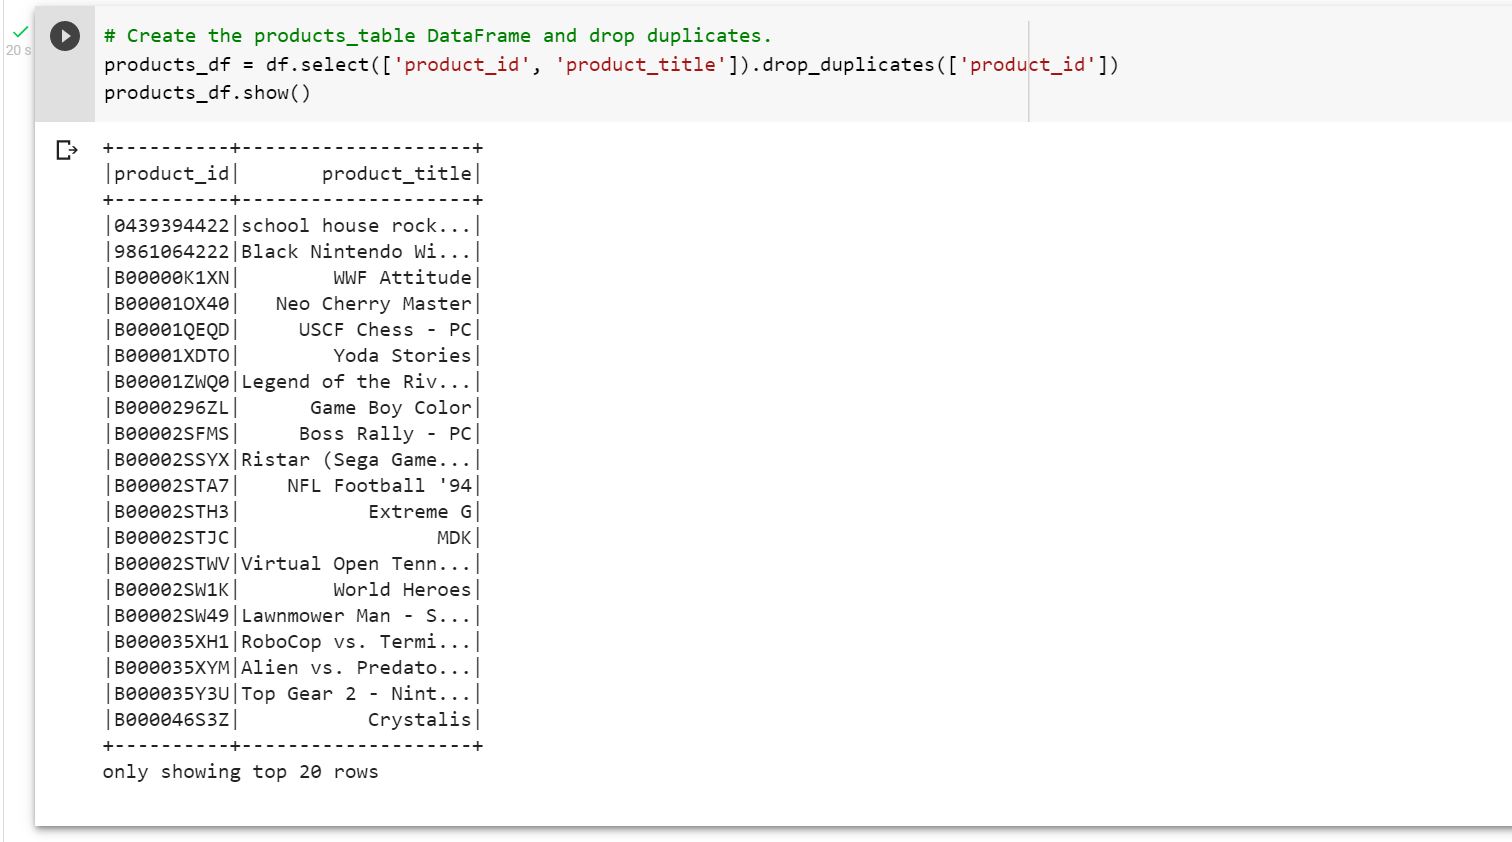 20 s
# Create the products_table DataFrame and drop duplicates.
products_df = df.select(['product_id', 'product_title']).drop_duplicates(['product_id'])
products_df.show()
+----------+--------------------+
|product_id|       product_title|
+----------+--------------------+
|0439394422|school house rock...|
|9861064222|Black Nintendo Wi...|
|B00000K1XN|        WWF Attitude|
|B00001OX40|   Neo Cherry Master|
|B00001QEQD|     USCF Chess - PC|
|B00001XDTO|        Yoda Stories|
|B00001ZWQ0|Legend of the Riv...|
|B0000296ZL|      Game Boy Color|
|B00002SFMS|     Boss Rally - PC|
|B00002SSYX|Ristar (Sega Game...|
|B00002STA7|    NFL Football '94|
|B00002STH3|           Extreme G|
|B00002STJC|                 MDK|
|B00002STWV|Virtual Open Tenn...|
|B00002SW1K|        World Heroes|
|B00002SW49|Lawnmower Man - S...|
|B000035XH1|RoboCop vs. Termi...|
|B000035XYM|Alien vs. Predato...|
|B000035Y3U|Top Gear 2 - Nint...|
|B000046S3Z|           Crystalis|
+----------+--------------------+
only showing top 20 rows